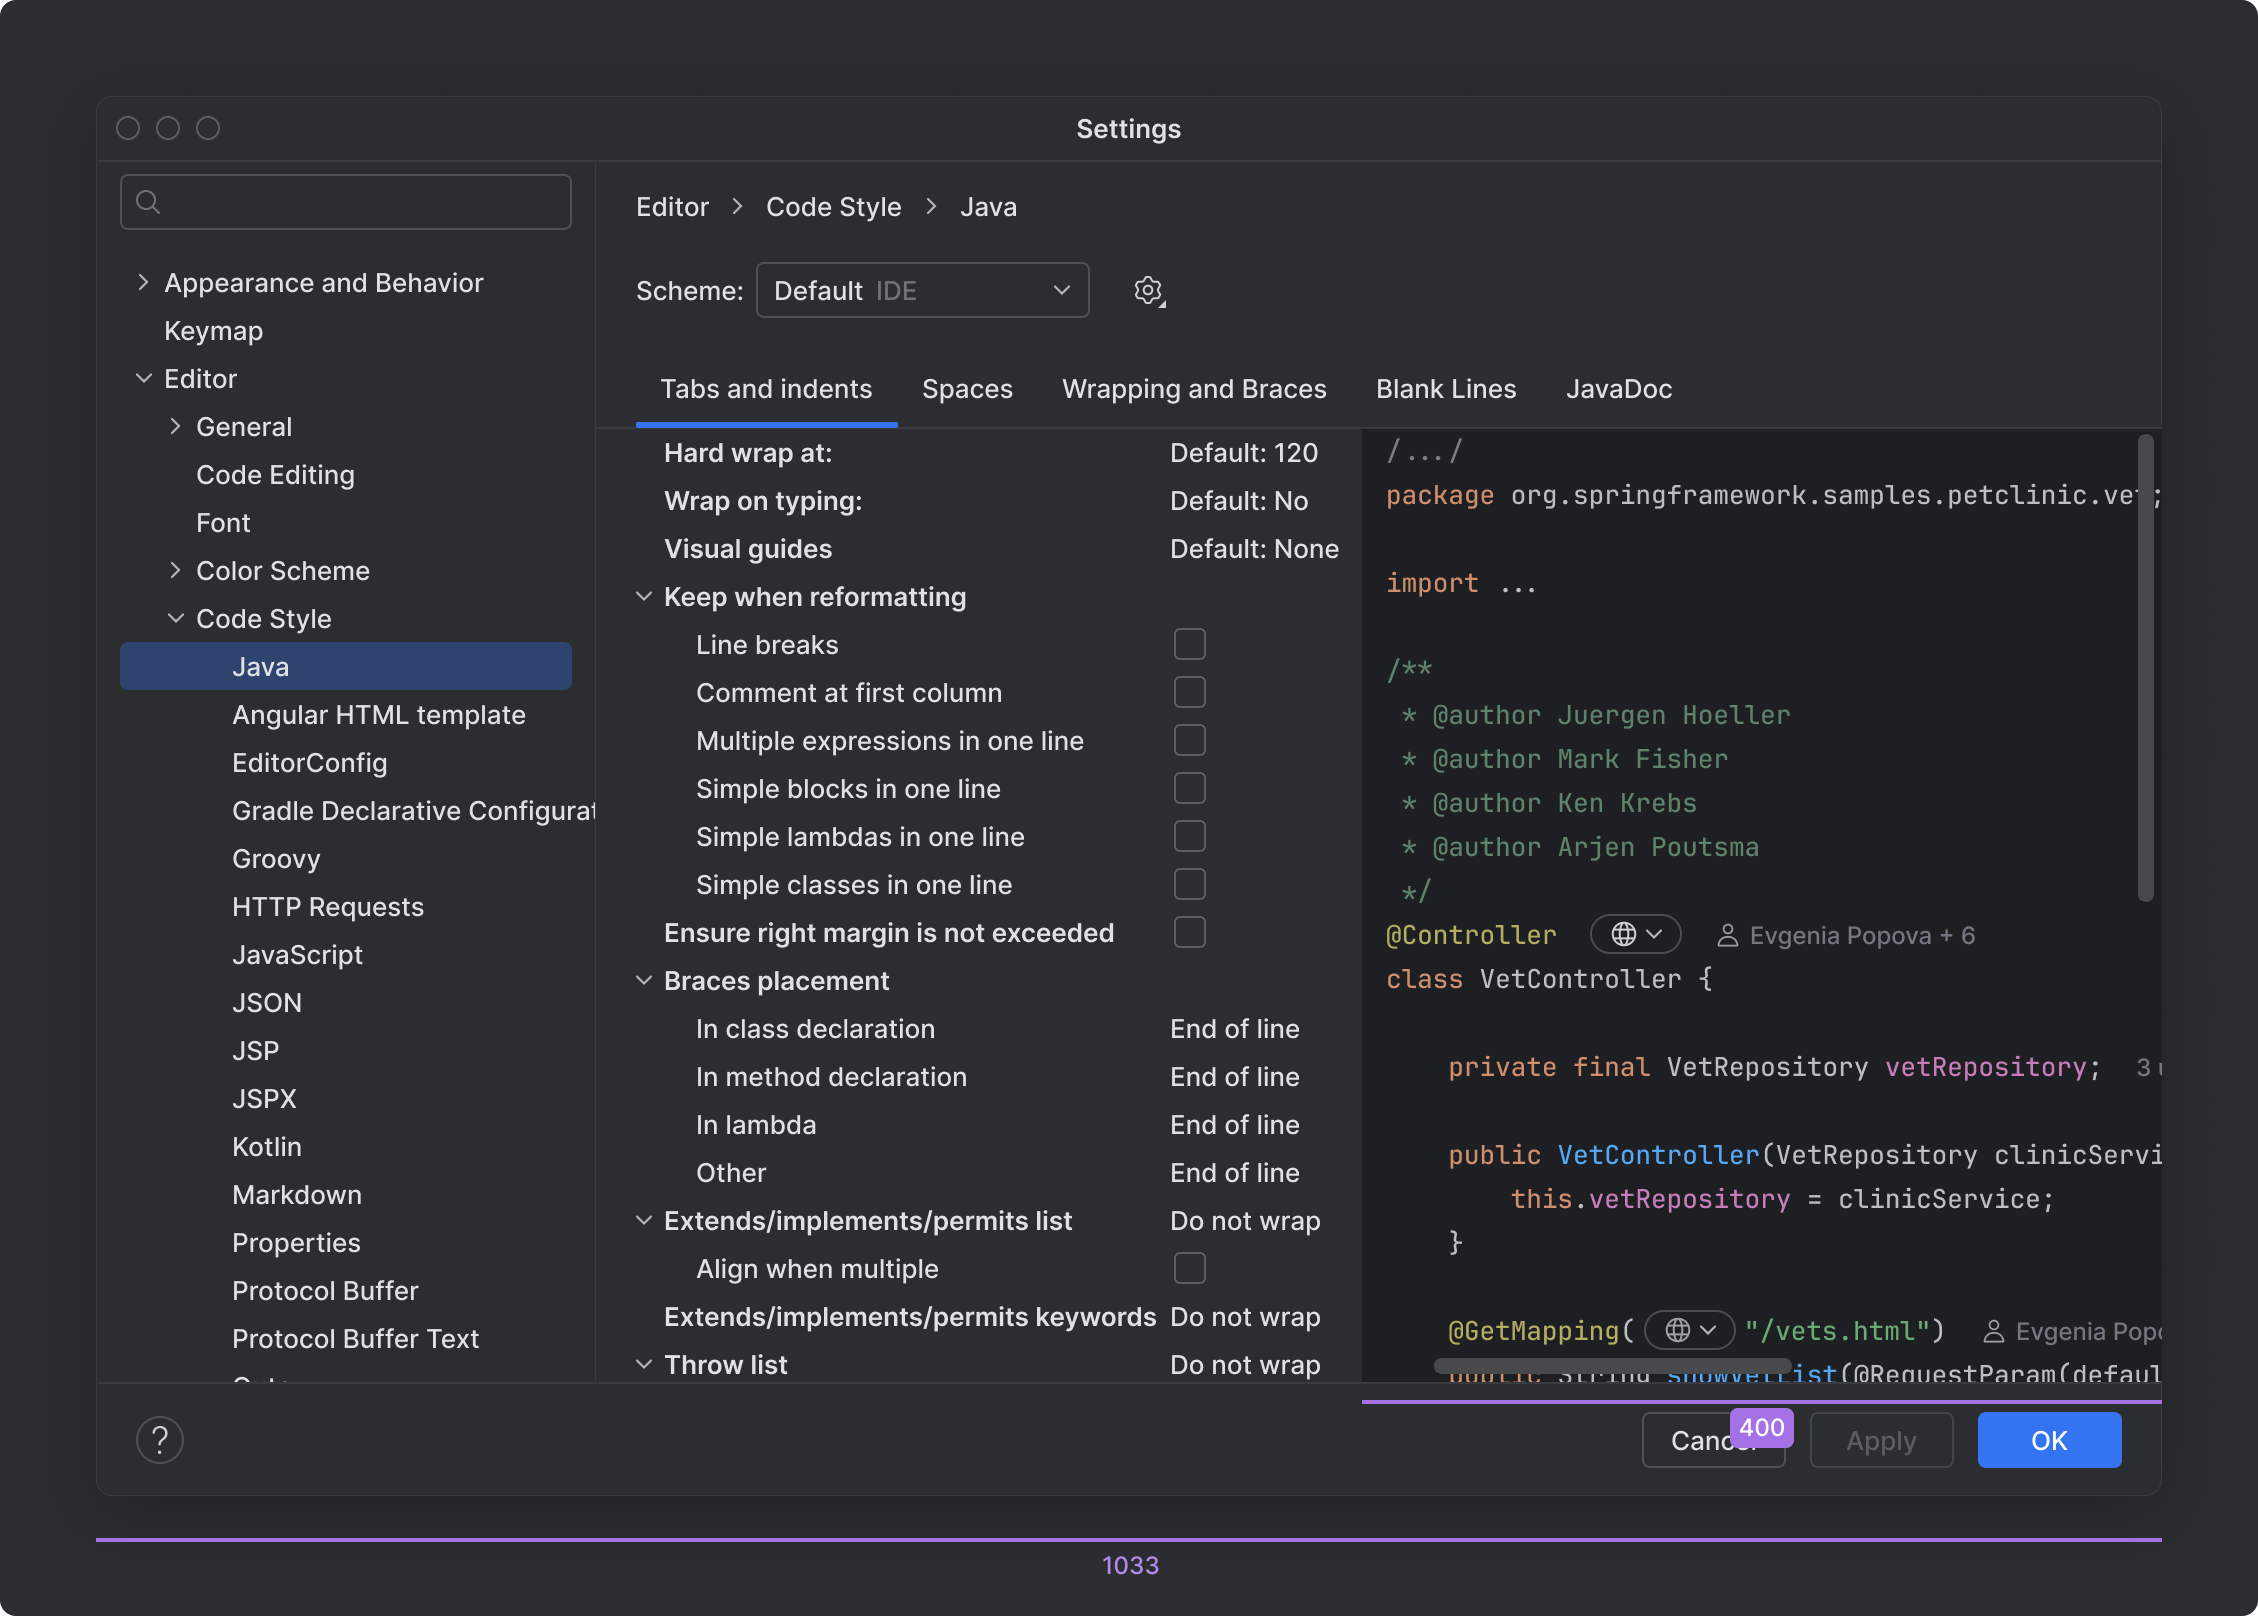 Settings
Appearance and Behavior
Keymap
Editor
General
Code Editing
Font
Color Scheme
Code Style
Java
Angular HTML template
EditorConfig
Gradle Declarative Configurat
Groovy
HTTP Requests
JavaScript
JSON
JSP
JSPX
Kotlin
Markdown
Properties
Protocol Buffer
Protocol Buffer Text
Editor > Code Style > Java
Scheme: Default IDE
Tabs and indents Spaces Wrapping and Braces Blank Lines JavaDoc
Hard wrap at: Default: 120
Wrap on typing: Default: No
Visual guides Default: None
Keep when reformatting
Line breaks
Comment at first column
Multiple expressions in one line
Simple blocks in one line
Simple lambdas in one line
Simple classes in one line
Ensure right margin is not exceeded
Braces placement
In class declaration End of line
In method declaration End of line
In lambda End of line
Other End of line
Extends/implements/permits list Do not wrap
Align when multiple
Extends/implements/permits keywords Do not wrap
Throw list Do not wrap
/.../
package org.springframework.samples.petclinic.vet;
import ...
/**
* @author Juergen Hoeller
* @author Mark Fisher
* @author Ken Krebs
* @author Arjen Poutsma
*/
@Controller Evgenia Popova + 6
class VetController {
private final VetRepository vetRepository; 3
public VetController(VetRepository clinicServi
this.vetRepository = clinicService;
}
@GetMapping( "/vets.html") Evgenia Popo
public String showVetList(@RequestParam(defaul
? Cancel Apply OK
400
1033